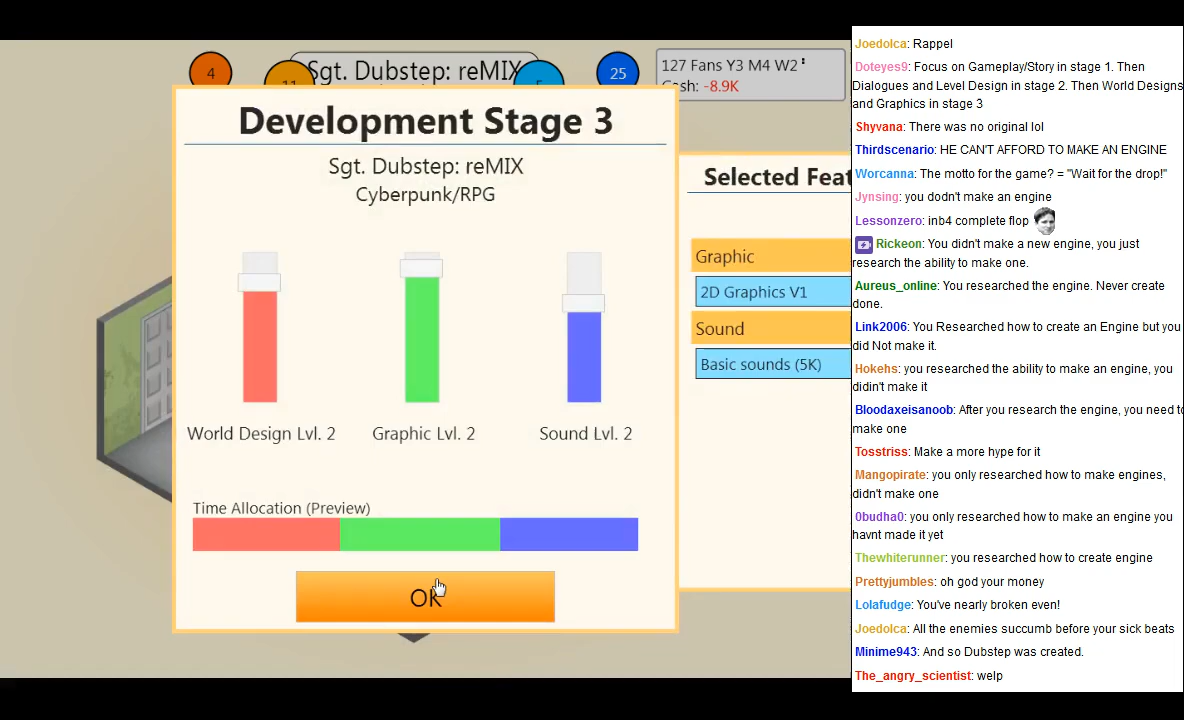 4
11
Sgt. Dubstep: reMIX
5
25
127 Fans Y3 M4 W2
Cash: -8.9K
Development Stage 3
Sgt. Dubstep: reMIX
Cyberpunk/RPG
World Design Lvl. 2
Graphic Lvl. 2
Sound Lvl. 2
Time Allocation (Preview)
OK
Selected Feat
Graphic
2D Graphics V1
Sound
Basic sounds (5K)
Joedolca: Rappel
Doteyes9: Focus on Gameplay/Story in stage 1. Then
Dialogues and Level Design in stage 2. Then World Designs
and Graphics in stage 3
Shyvana: There was no original lol
Thirdscenario: HE CAN'T AFFORD TO MAKE AN ENGINE
Worcanna: The motto for the game? = "Wait for the drop!"
Jynsing: you dodn't make an engine
Lessonzero: inb4 complete flop
Rickeon: You didn't make a new engine, you just
research the ability to make one.
Aureus_online: You researched the engine. Never create
done.
Link2006: You Researched how to create an Engine but you
did Not make it.
Hokehs: you researched the ability to make an engine, you
didin't make it
Bloodaxeisanoob: After you research the engine, you need to
make one
Tosstriss: Make a more hype for it
Mangopirate: you only researched how to make engines,
didn't make one
0budha0: you only researched how to make an engine you
havnt made it yet
Thewhiterunner: you researched how to create engine
Prettyjumbles: oh god your money
Lolafudge: You've nearly broken even!
Joedolca: All the enemies succumb before your sick beats
Minime943: And so Dubstep was created.
The_angry_scientist: welp